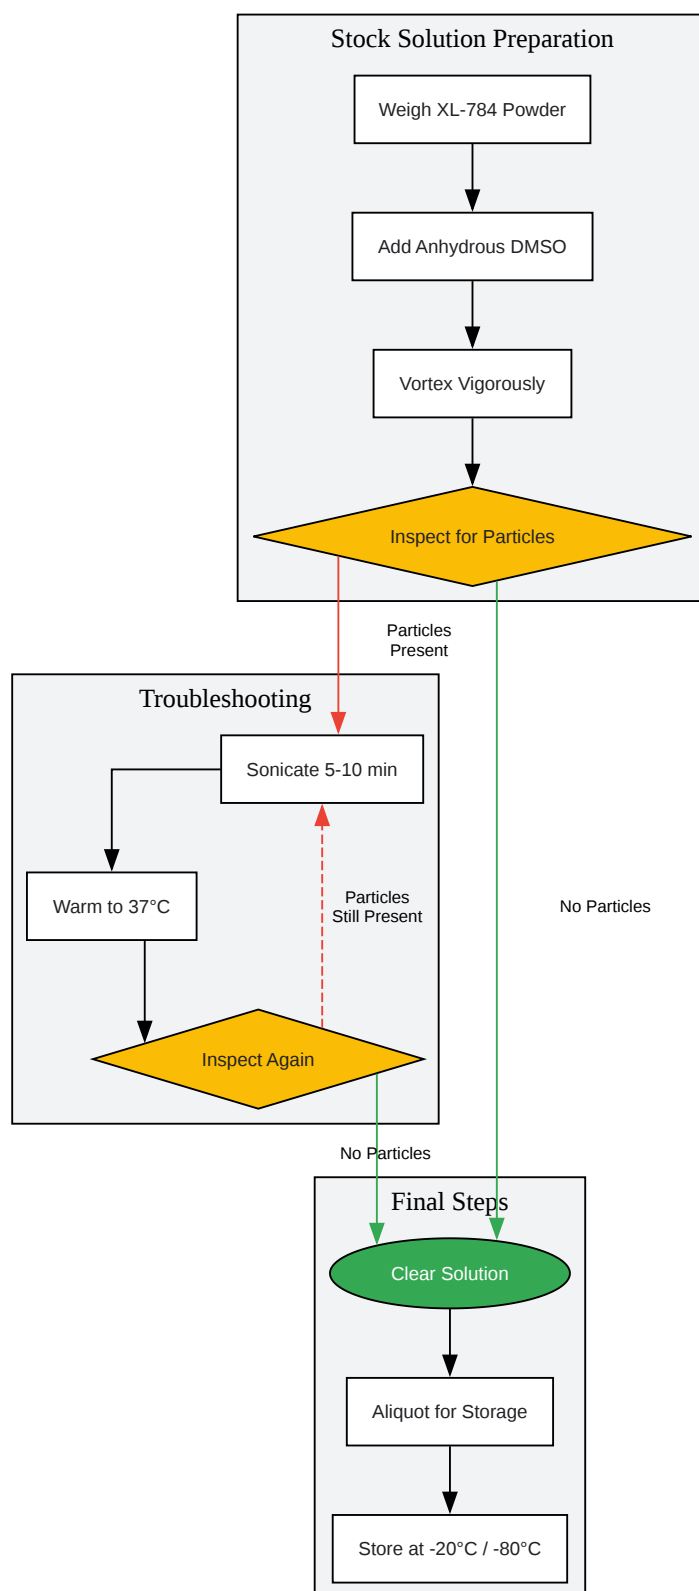 Stock Solution Preparation
Weigh XL-784 Powder
Add Anhydrous DMSO
Vortex Vigorously
Inspect for Particles
Particles
Present
Troubleshooting
Sonicate 5-10 min
Warm to 37°C
Particles
Still Present
No Particles
Inspect Again
No Particles
Final Steps
Clear Solution
Aliquot for Storage
Store at -20°C / -80°C